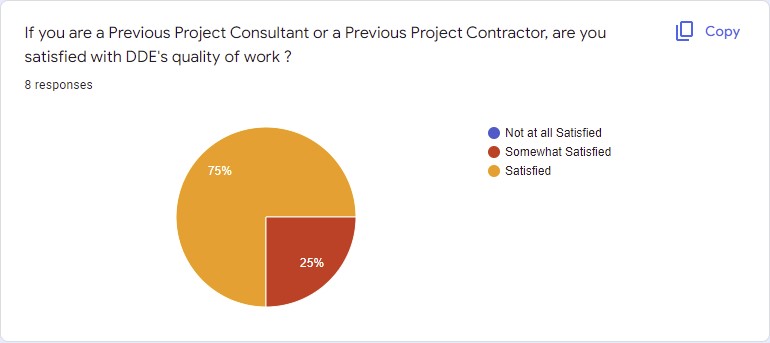 If you are a Previous Project Consultant or a Previous Project Contractor, are you
satisfied with DDE's quality of work ?
Copy
8 responses
75%
25%
Not at all Satisfied
Somewhat Satisfied
Satisfied